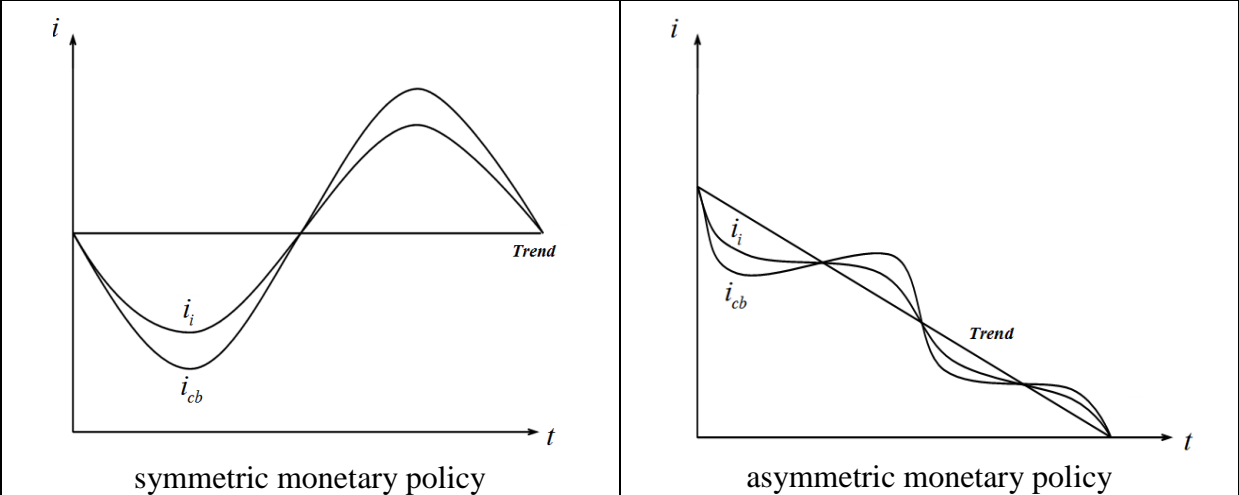 i
Trend
i_i
i_cb
t
symmetric monetary policy
i
i_i
i_cb
Trend
t
asymmetric monetary policy